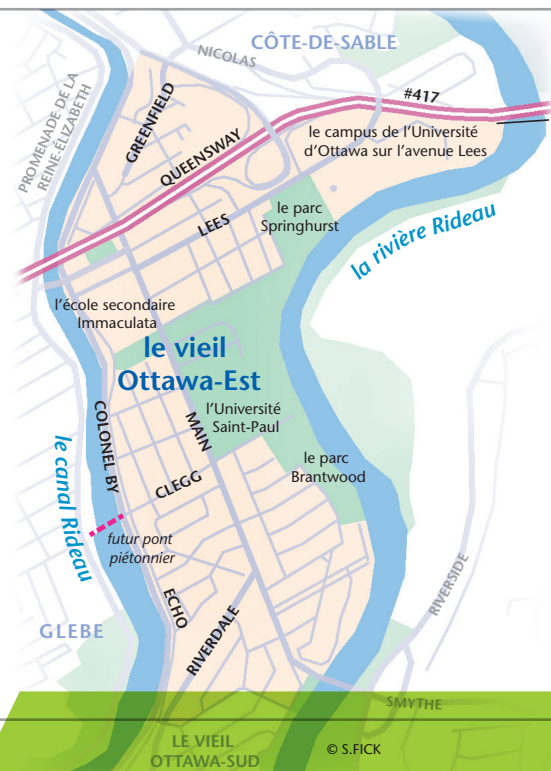 CÔTE-DE-SABLE
NICOLAS
#417
PROMENADE DE LA
REINE-ÉLIZABETH
GREENFIELD
QUEENSWAY
le campus de l'Université
d'Ottawa sur l'avenue Lees
le parc
Springhurst
LEES
la rivière Rideau
l'école secondaire
Immaculata
le vieil
Ottawa-Est
l'Université
Saint-Paul
COLONEL BY
MAIN
le canal Rideau
CLEGG
le parc
Brantwood
futur pont
piétonnier
ECHO
RIVERDALE
RIVERSIDE
GLEBE
SMYTHE
LE VIEIL
OTTAWA-SUD
© S.FICK